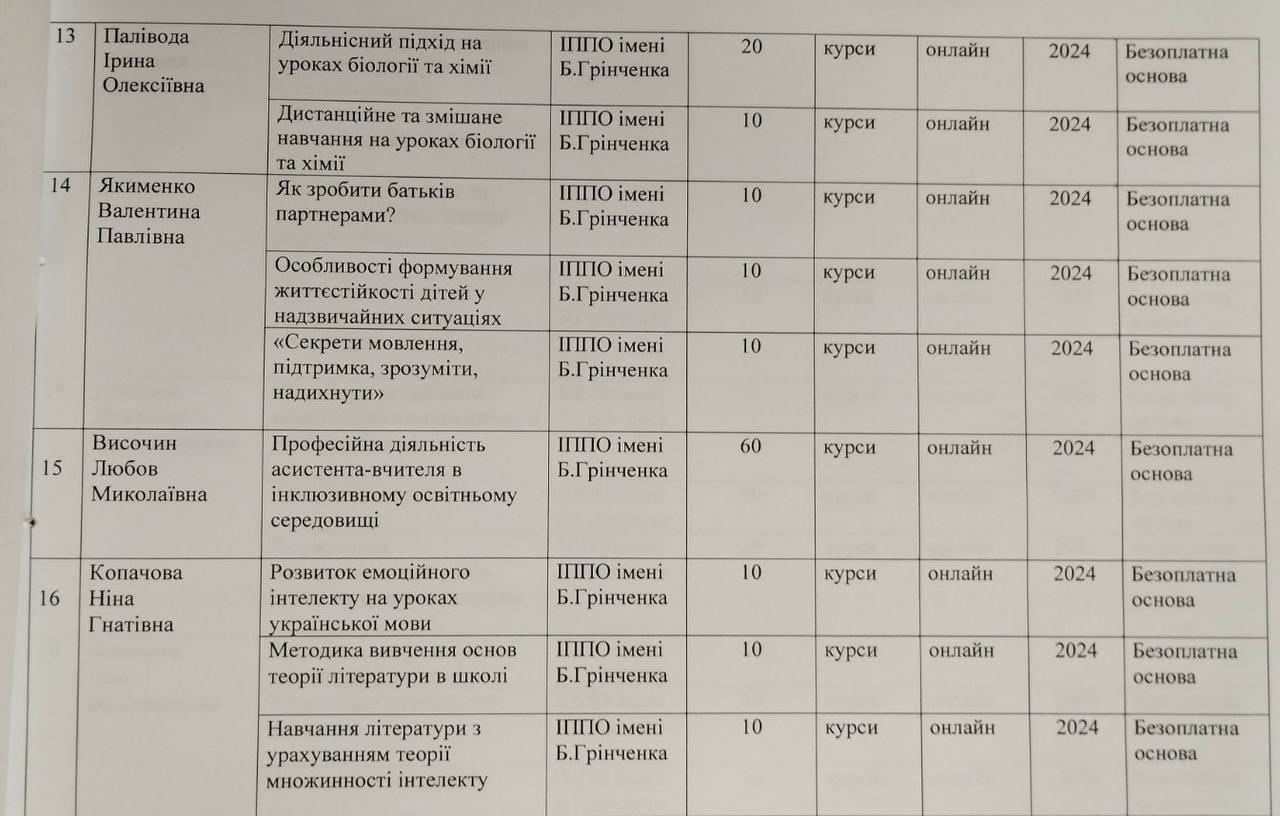 13 Палівода Ірина Олексіївна Діяльнісний підхід на уроках біології та хімії ІППО імені Б.Грінченка 20 курси онлайн 2024 Безоплатна основа
Дистанційне та змішане навчання на уроках біології та хімії ІППО імені Б.Грінченка 10 курси онлайн 2024 Безоплатна основа
14 Якименко Валентина Павлівна Як зробити батьків партнерами? ІППО імені Б.Грінченка 10 курси онлайн 2024 Безоплатна основа
Особливості формування життєстійкості дітей у надзвичайних ситуаціях ІППО імені Б.Грінченка 10 курси онлайн 2024 Безоплатна основа
«Секрети мовлення, підтримка, зрозуміти, надихнути» ІППО імені Б.Грінченка 10 курси онлайн 2024 Безоплатна основа
15 Височин Любов Миколаївна Професійна діяльність асистента-вчителя в інклюзивному освітньому середовищі ІППО імені Б.Грінченка 60 курси онлайн 2024 Безоплатна основа
16 Копачова Ніна Гнатівна Розвиток емоційного інтелекту на уроках української мови ІППО імені Б.Грінченка 10 курси онлайн 2024 Безоплатна основа
Методика вивчення основ теорії літератури в школі ІППО імені Б.Грінченка 10 курси онлайн 2024 Безоплатна основа
Навчання літератури з урахуванням теорії множинності інтелекту ІППО імені Б.Грінченка 10 курси онлайн 2024 Безоплатна основа